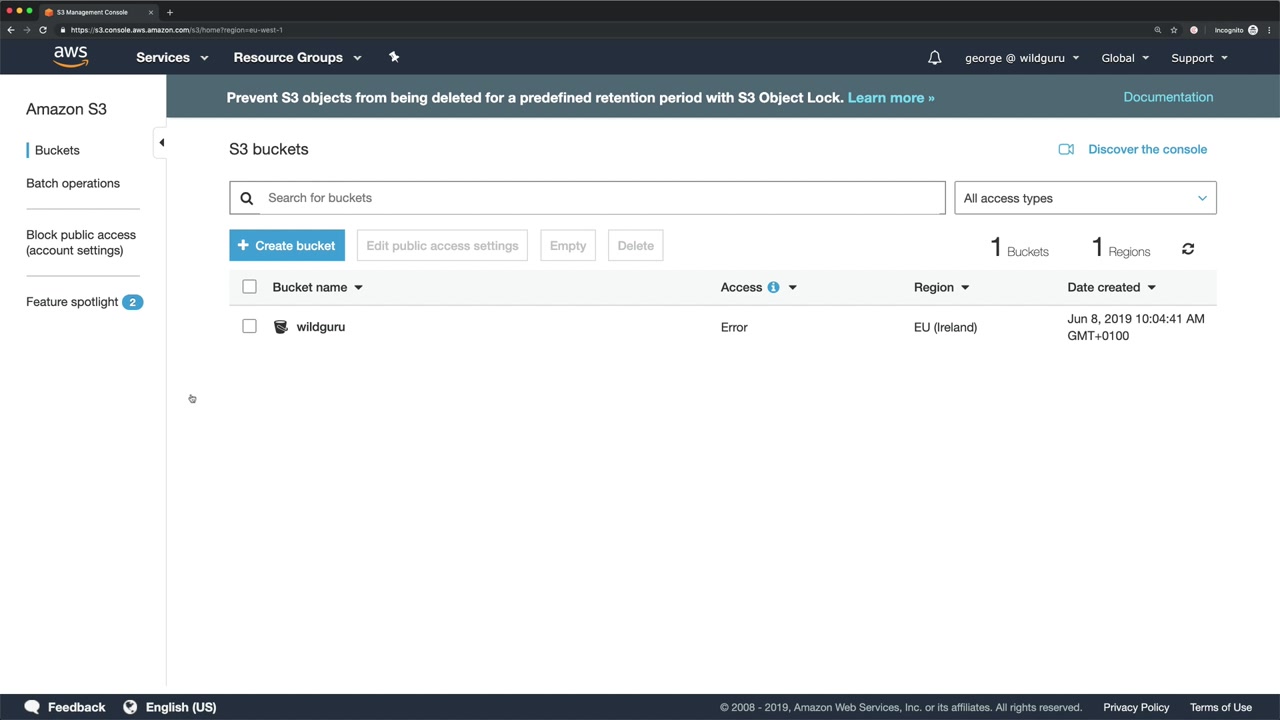 S3 Management Console
https://s3.console.aws.amazon.com/s3/home?region=eu-west-1
Incognito
aws
Services
Resource Groups
george @ wildguru
Global
Support
Amazon S3
Buckets
Batch operations
Block public access
(account settings)
Feature spotlight 2
Prevent S3 objects from being deleted for a predefined retention period with S3 Object Lock. Learn more »
Documentation
S3 buckets
Discover the console
Search for buckets
All access types
+ Create bucket
Edit public access settings
Empty
Delete
1 Buckets
1 Regions
Bucket name
Access
Region
Date created
wildguru
Error
EU (Ireland)
Jun 8, 2019 10:04:41 AM
GMT+0100
Feedback
English (US)
© 2008 - 2019, Amazon Web Services, Inc. or its affiliates. All rights reserved.
Privacy Policy
Terms of Use